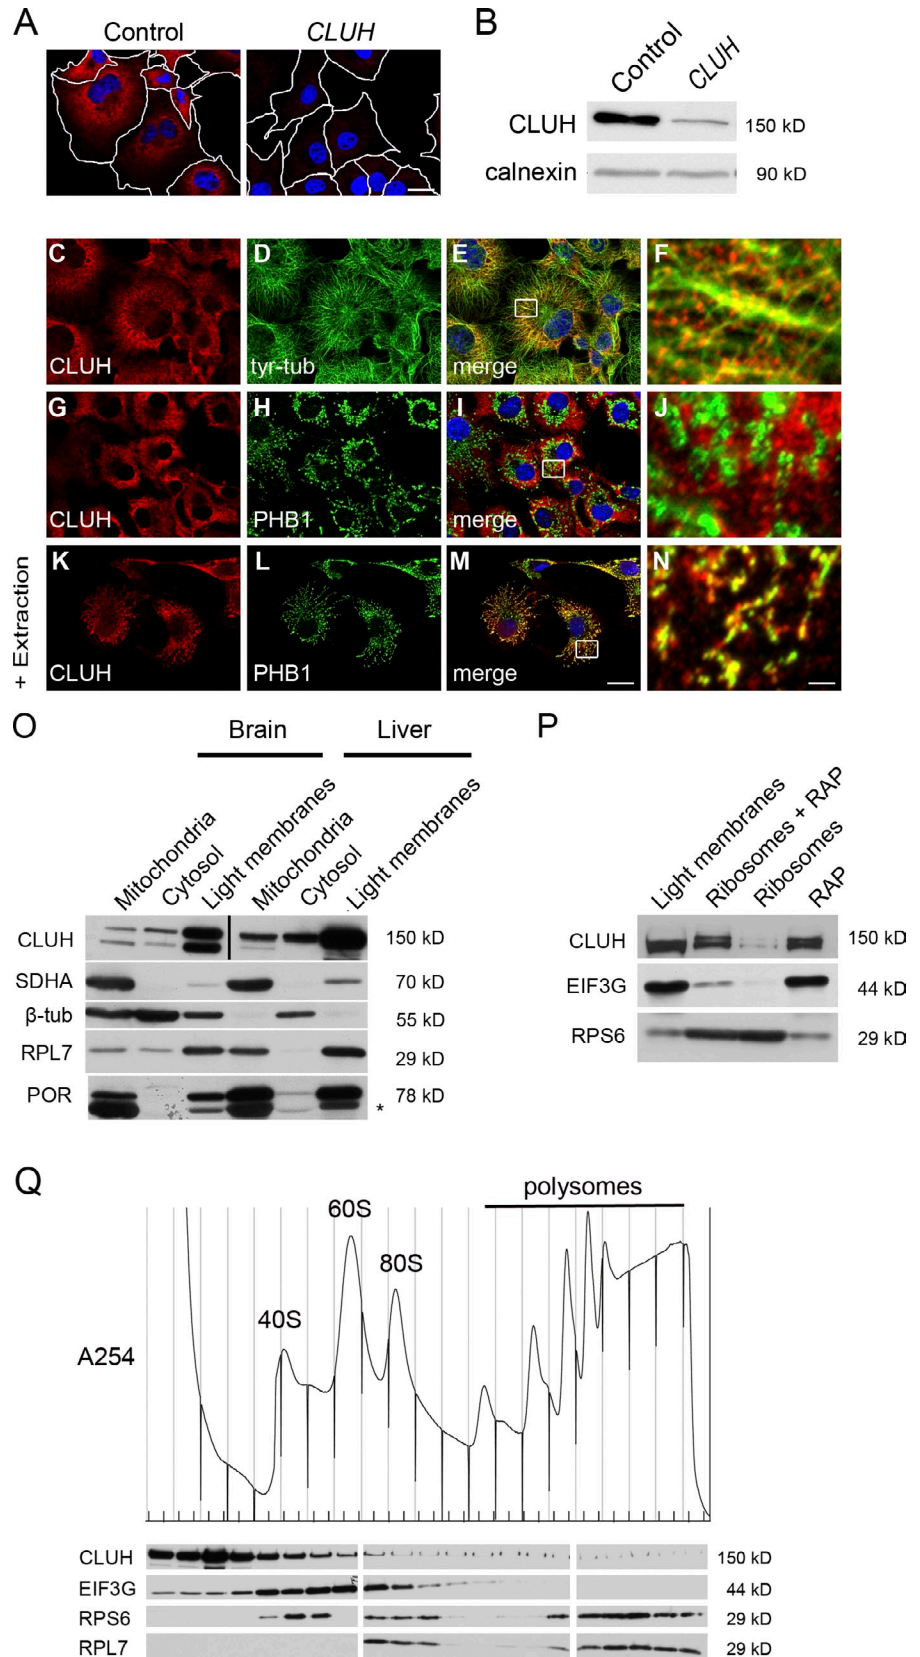 A
Control
CLUH
B
Control
CLUH
CLUH
150 kD
calnexin
90 kD
C
CLUH
D
tyr-tub
E
merge
F
G
CLUH
H
PHB1
I
merge
J
+ Extraction
K
CLUH
L
PHB1
M
merge
N
O
Brain
Liver
Mitochondria
Cytosol
Light membranes
Mitochondria
Cytosol
Light membranes
CLUH
150 kD
SDHA
70 kD
β-tub
55 kD
RPL7
29 kD
POR
78 kD
*
P
Light membranes
Ribosomes + RAP
Ribosomes
RAP
CLUH
150 kD
EIF3G
44 kD
RPS6
29 kD
Q
polysomes
60S
80S
40S
A254
CLUH
150 kD
EIF3G
44 kD
RPS6
29 kD
RPL7
29 kD